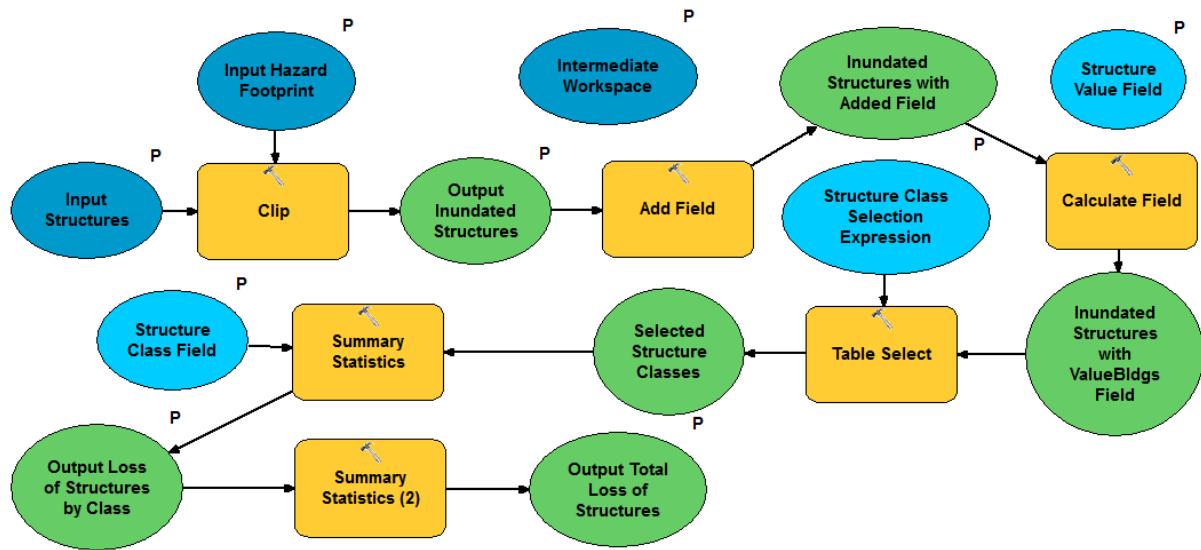 P
Input Hazard
Footprint
P
Intermediate
Workspace
Inundated
Structures with
Added Field
P
Structure
Value Field
P
Input
Structures
Clip
P
Output
Inundated
Structures
Add Field
P
Structure Class
Selection
Expression
Calculate Field
P
Structure
Class Field
Summary
Statistics
Selected
Structure
Classes
Table Select
Inundated
Structures
with
ValueBldgs
Field
P
Output Loss
of Structures
by Class
Summary
Statistics (2)
P
Output Total
Loss of
Structures